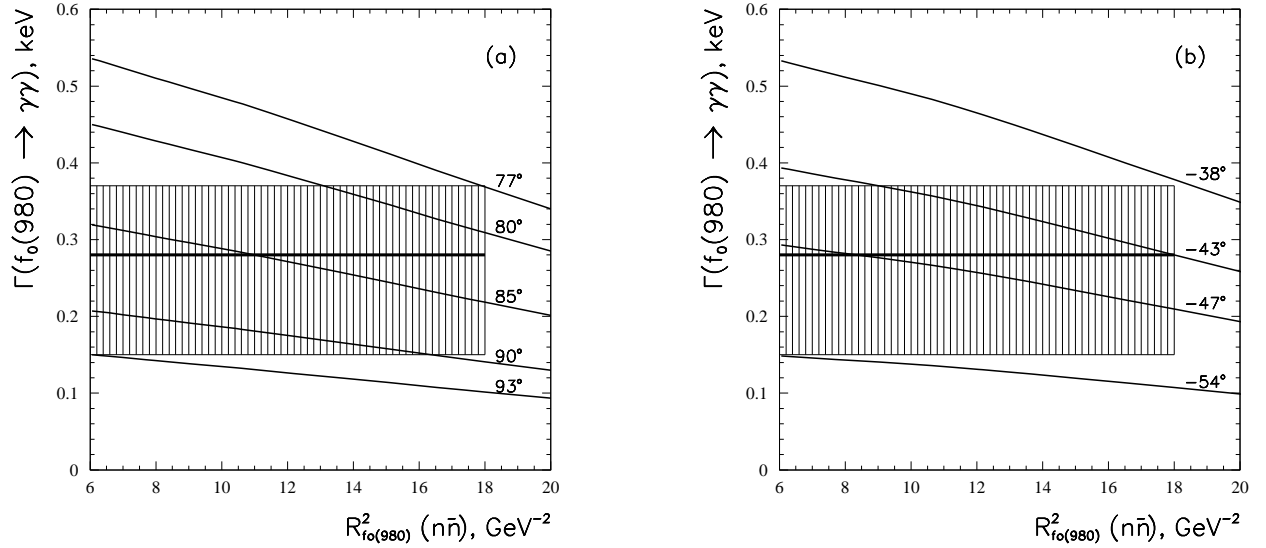 Γ(f₀(980) → γγ), keV
0.6
0.5
0.4
0.3
0.2
0.1
0
(a)
77°
80°
85°
90°
93°
6 8 10 12 14 16 18 20
R²fo(980) (nn̄), GeV⁻²
Γ(f₀(980) → γγ), keV
0.6
0.5
0.4
0.3
0.2
0.1
0
(b)
−38°
−43°
−47°
−54°
6 8 10 12 14 16 18 20
R²fo(980) (nn̄), GeV⁻²